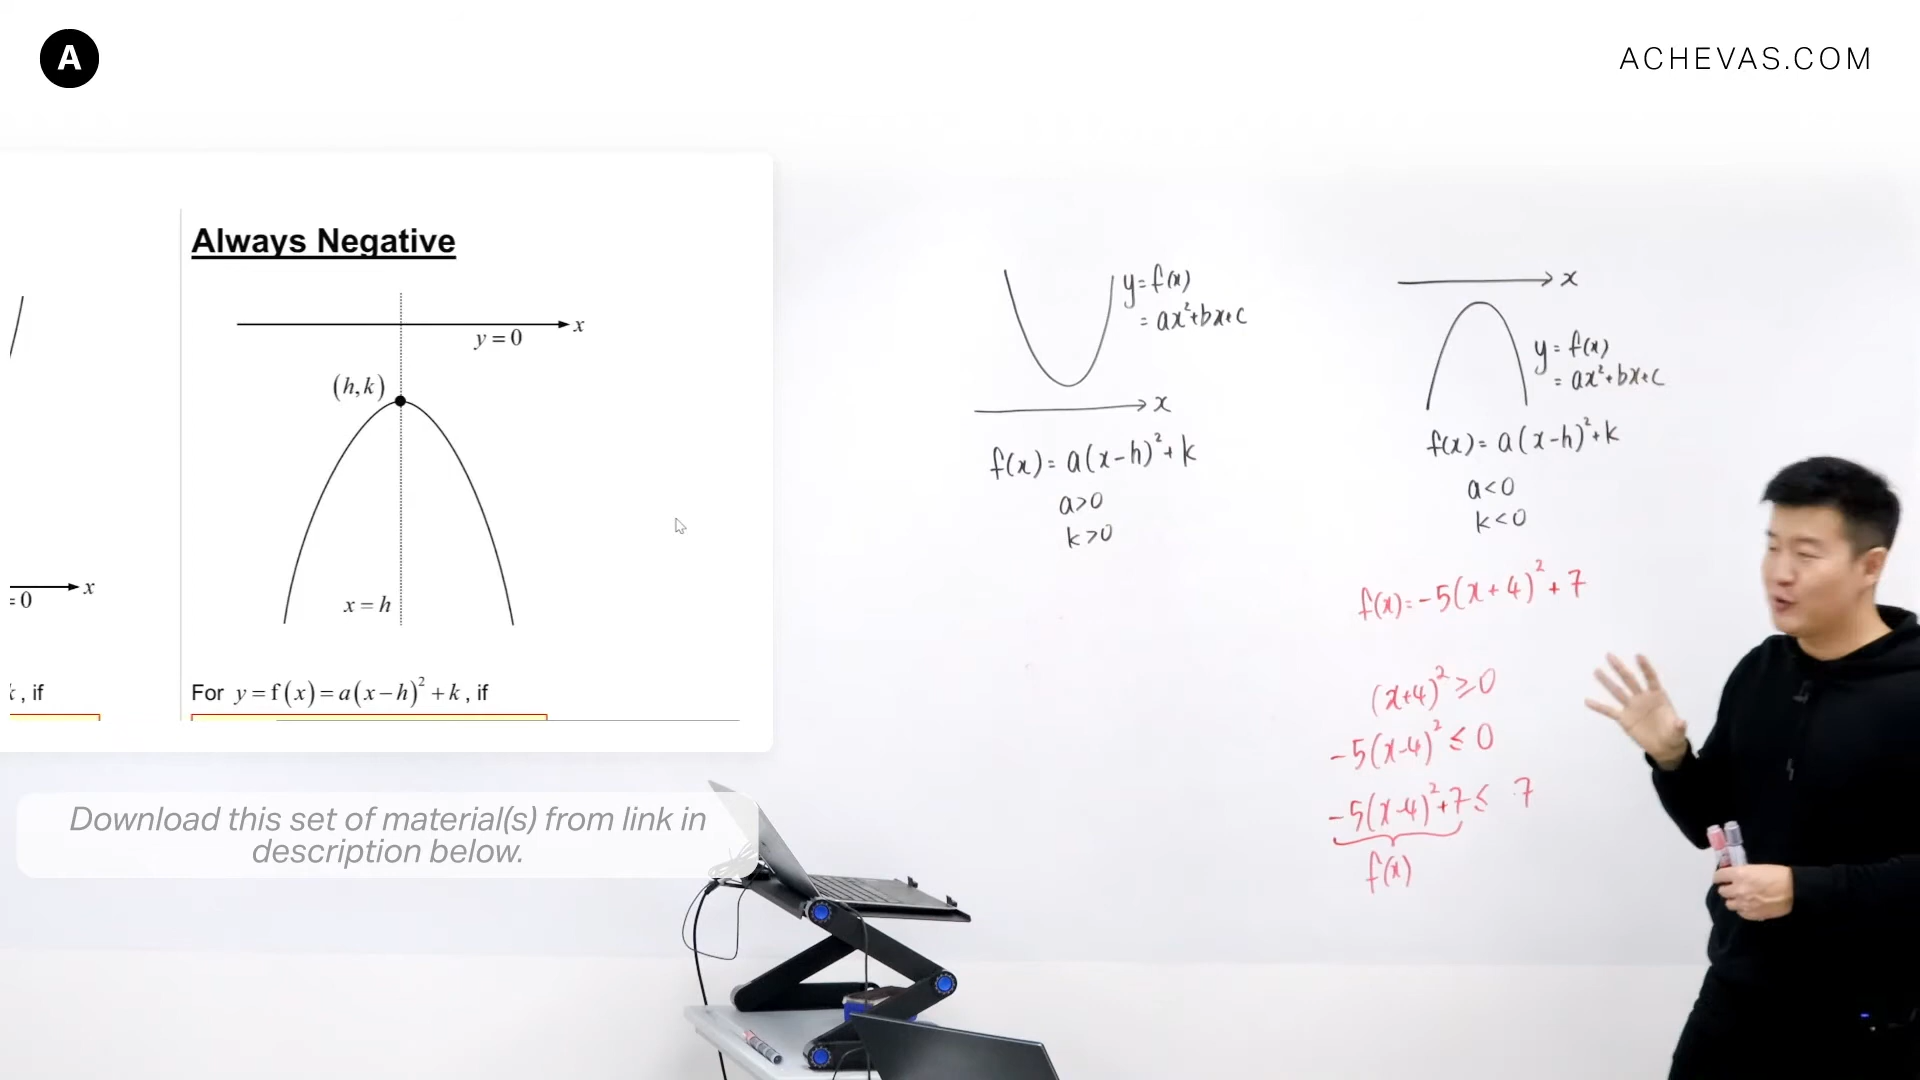 A
ACHEVAS.COM
Always Negative
x
y = 0
(h, k)
x = h
x
= 0
k, if
For y = f(x) = a(x − h)² + k, if
Download this set of material(s) from link in
description below.
y = f(x)
= ax² + bx + c
x
f(x) = a(x − h)² + k
a > 0
k > 0
x
y = f(x)
= ax² + bx + c
f(x) = a(x − h)² + k
a < 0
k < 0
f(x) = −5(x + 4)² + 7
(x+4)² ≥ 0
−5(x−4)² ≤ 0
−5(x−4)² + 7 ≤ 7
f(x)